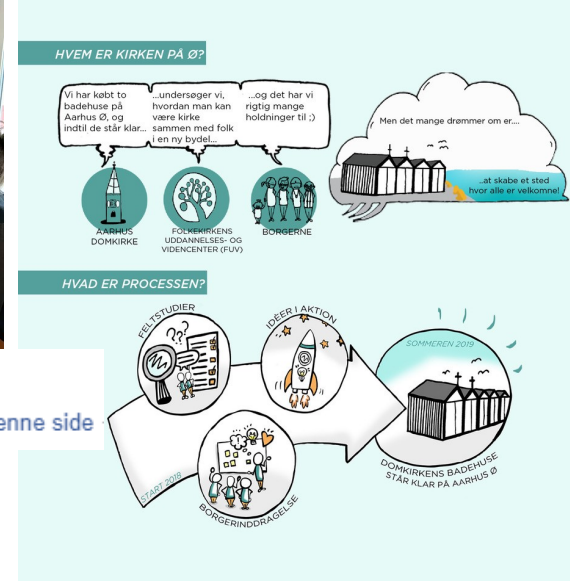 HVEM ER KIRKEN PÅ Ø?
Vi har købt to
badehuse på
Aarhus Ø, og
indtil de står klar...
...undersøger vi,
hvordan man kan
være kirke
sammen med folk
i en ny bydel...
...og det har vi
rigtig mange
holdninger til ;)
Men det mange drømmer om er....
...at skabe et sted
hvor alle er velkomne!
AARHUS
DOMKIRKE
FOLKEKIRKENS
UDDANNELSES- OG
VIDENCENTER (FUV)
BORGERNE
HVAD ER PROCESSEN?
FELTSTUDIER
???
IDÈER I AKTION
SOMMEREN 2019
enne side
START 2018
BORGERINDDRAGELSE
DOMKIRKENS BADEHUSE
STÅR KLAR PÅ AARHUS Ø